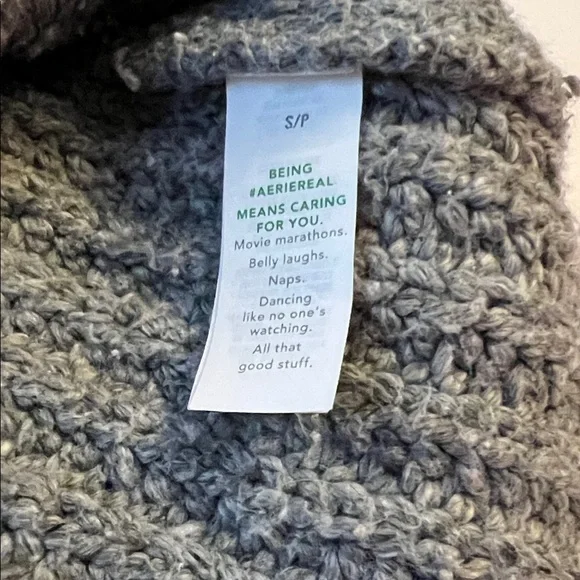 S/P
BEING
#AERIEREAL
MEANS CARING
FOR YOU.
Movie marathons.
Belly laughs.
Naps.
Dancing
like no one's
watching.
All that
good stuff.